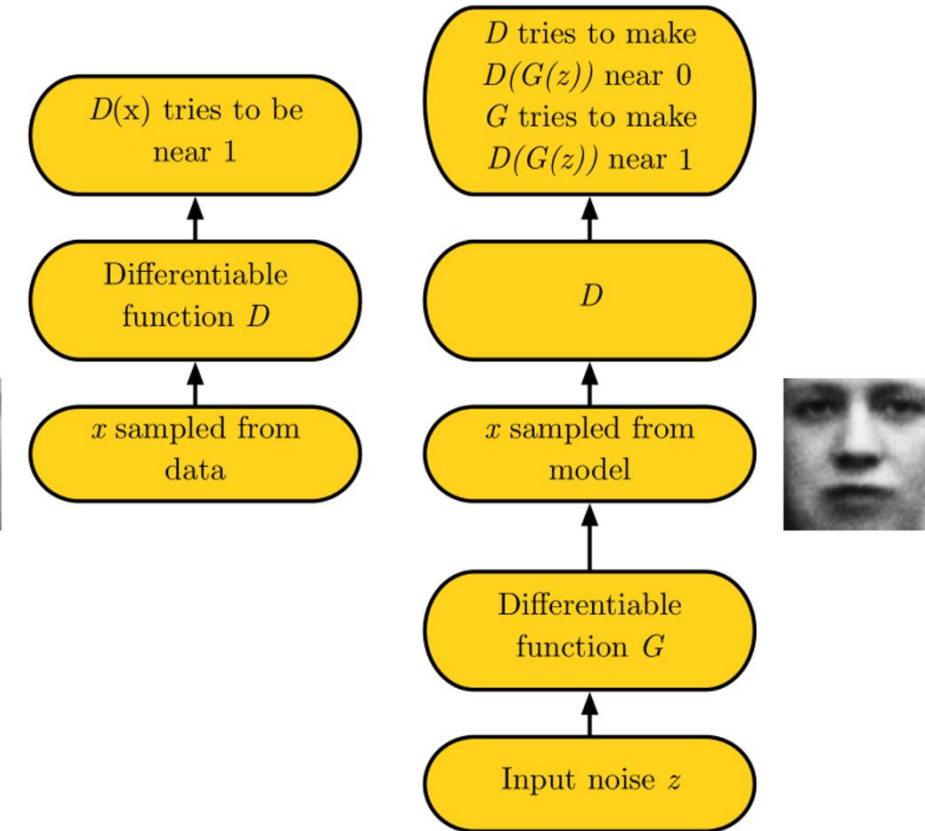 D(x) tries to be
near 1
Differentiable
function D
x sampled from
data
D tries to make
D(G(z)) near 0
G tries to make
D(G(z)) near 1
D
x sampled from
model
Differentiable
function G
Input noise z